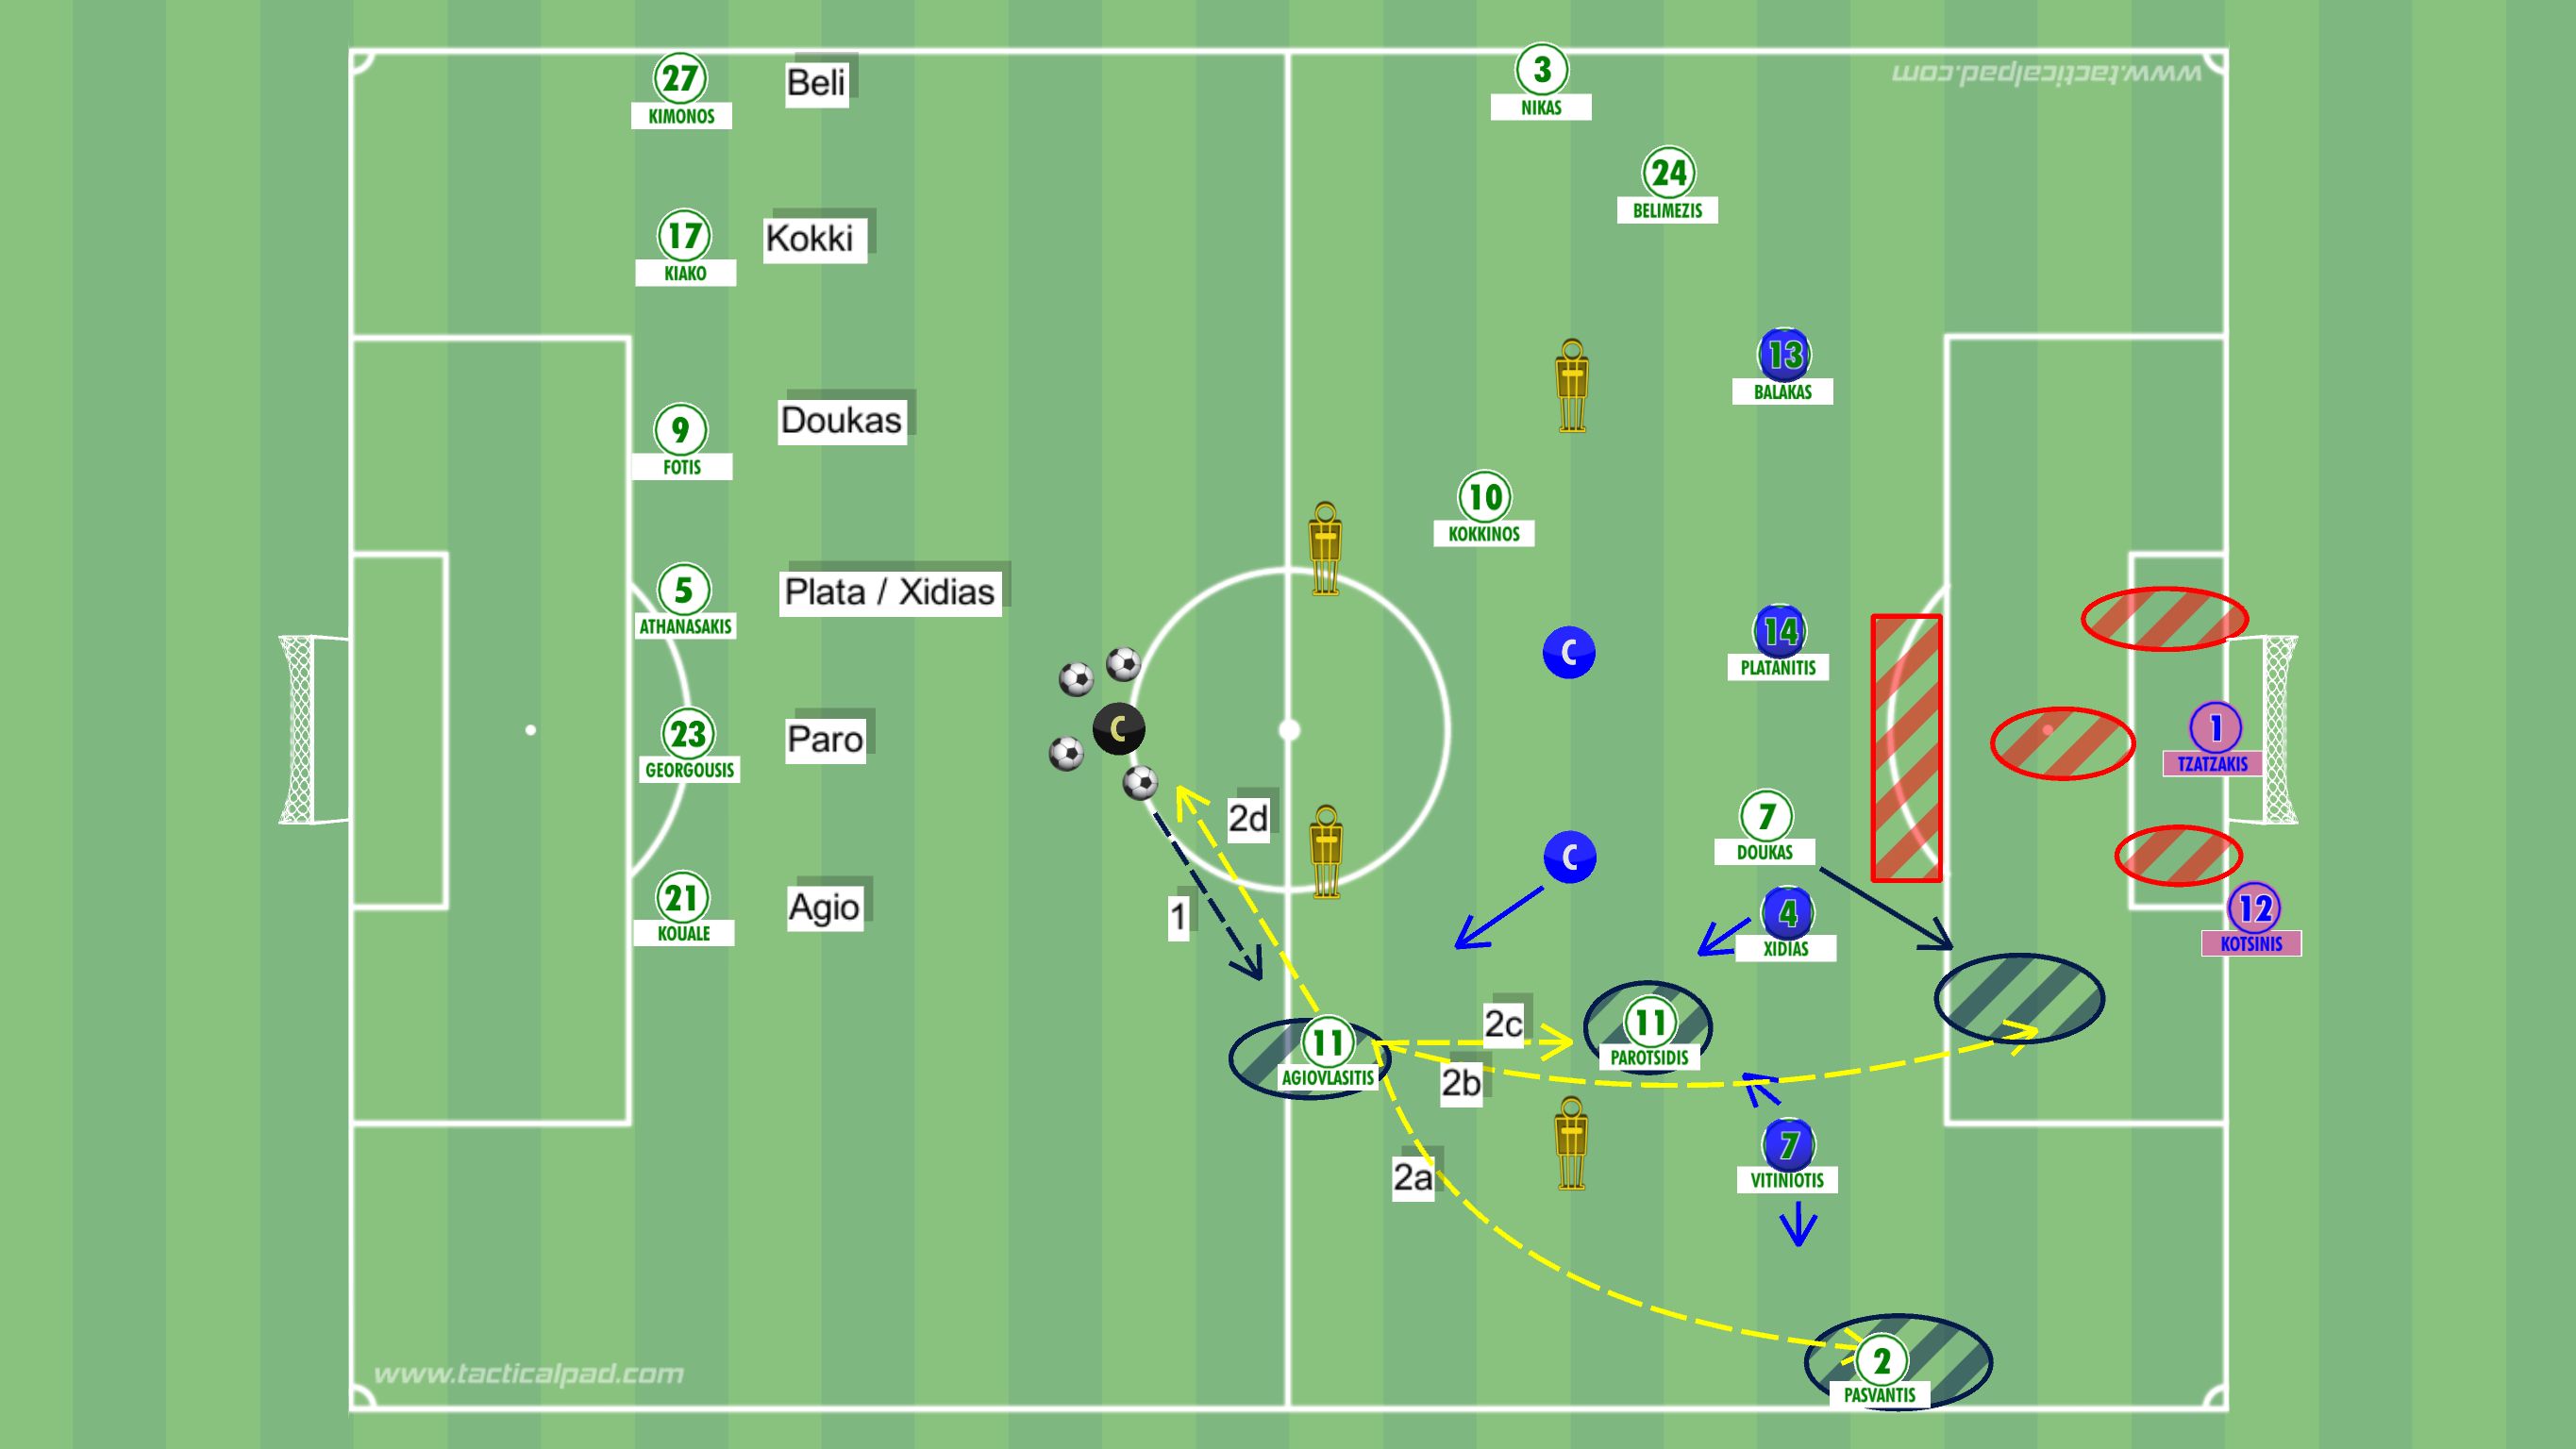 27
KIMONOS
Beli
3
NIKAS
www.tacticalpad.com
24
BELIMEZIS
17
KIAKO
Kokki
13
BALAKAS
9
FOTIS
Doukas
10
KOKKINOS
5
ATHANASAKIS
Plata / Xidias
C
14
PLATANITIS
23
GEORGOUSIS
Paro
C
1
TZATZAKIS
2d
7
DOUKAS
C
21
KOUALE
Agio
1
4
XIDIAS
12
KOTSINIS
11
AGIOVLASITIS
2c
11
PAROTSIDIS
2b
2a
7
VITINIOTIS
2
PASVANTIS
www.tacticalpad.com